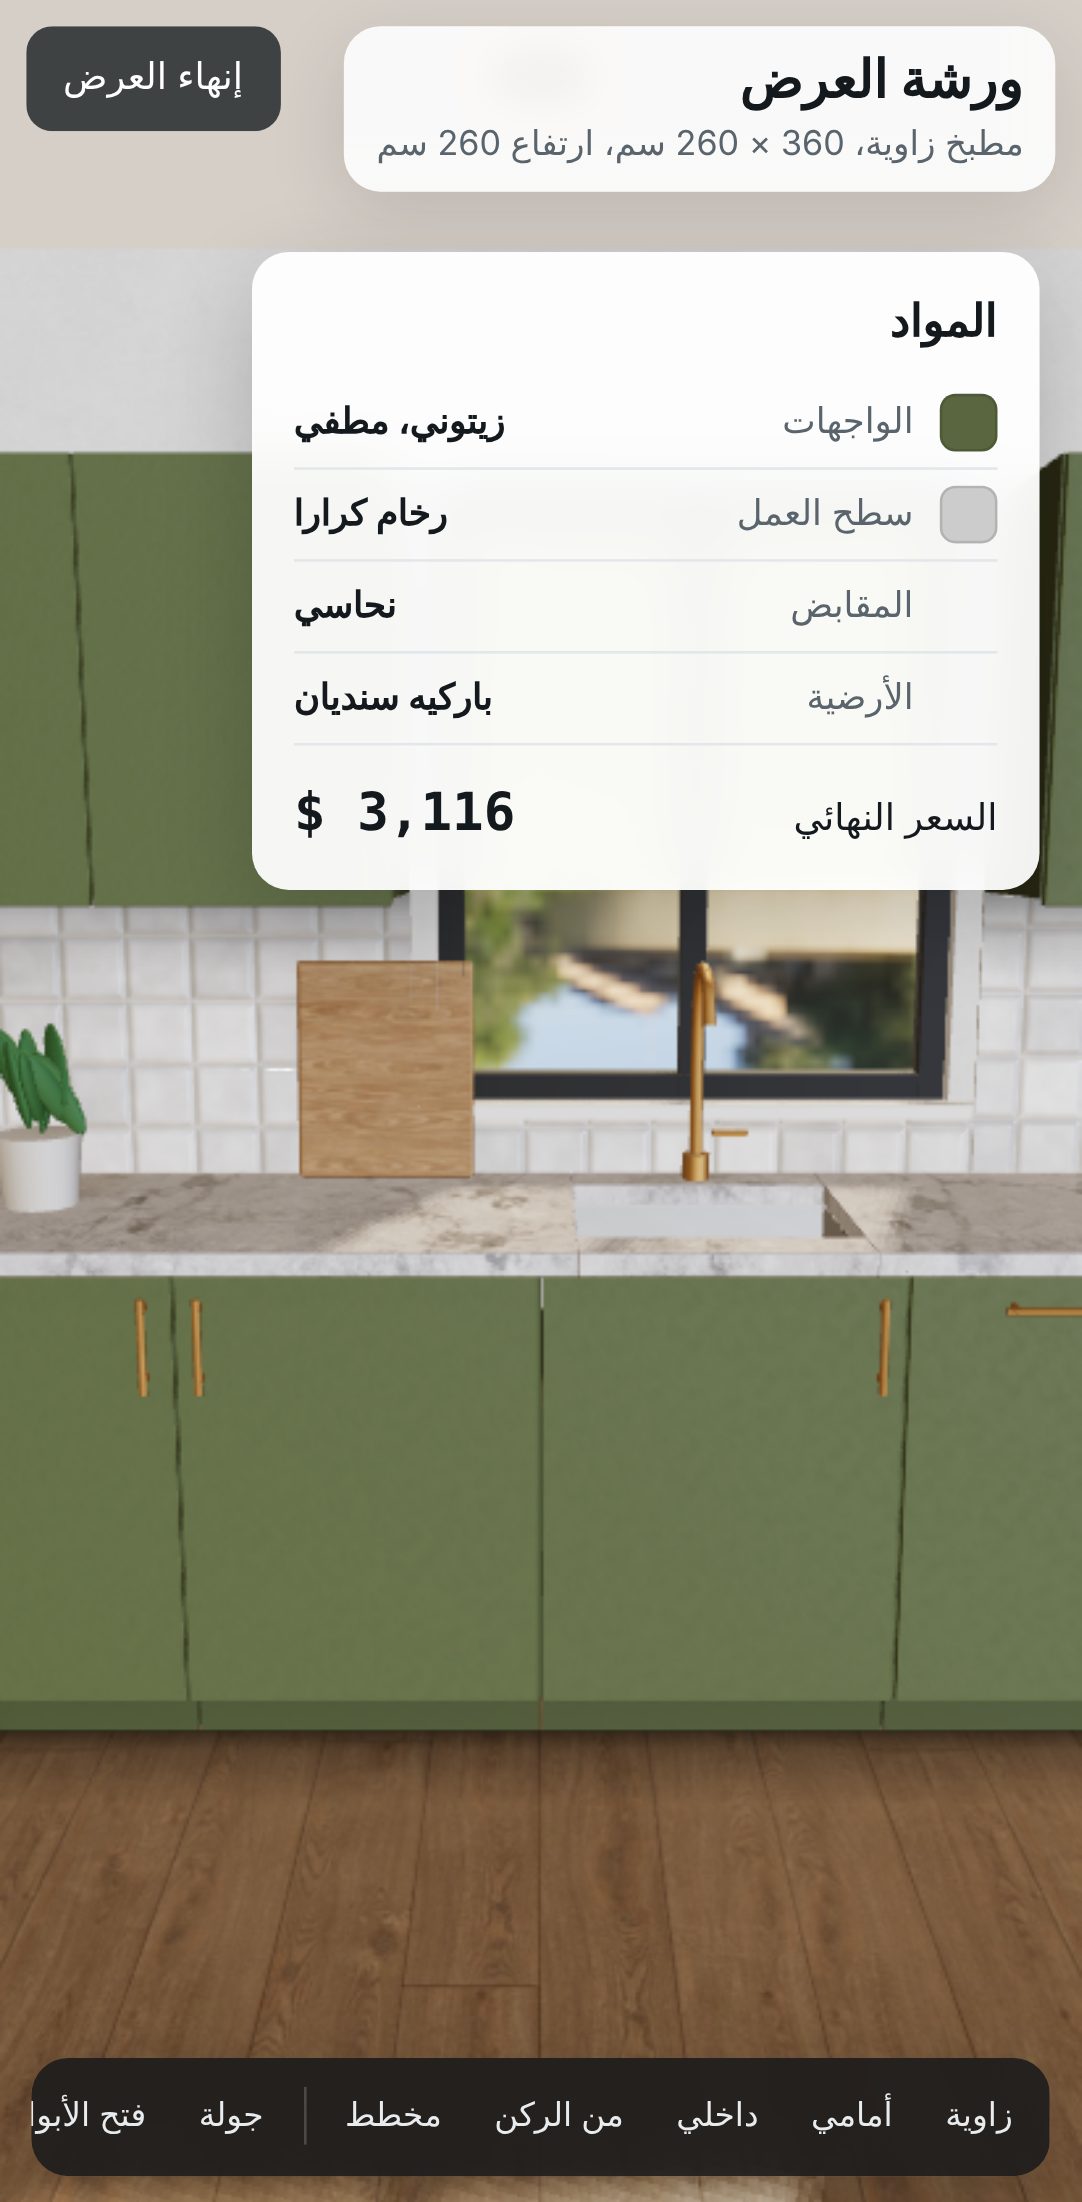 ورشة العرض
مطبخ زاوية، 360 × 260 سم، ارتفاع 260 سم
إنهاء العرض
المواد
الواجهات زيتوني، مطفي
سطح العمل رخام كرارا
المقابض نحاسي
الأرضية باركيه سنديان
السعر النهائي $ 3,116
زاوية أمامي داخلي من الركن مخطط جولة فتح